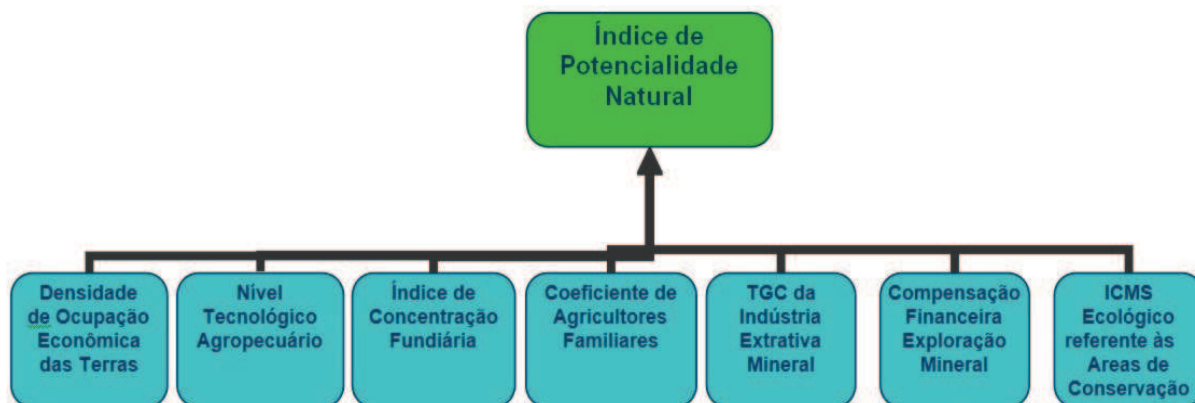 Índice de
Potencialidade
Natural
Densidade
de Ocupação
Econômica
das Terras
Nível
Tecnológico
Agropecuário
Índice de
Concentração
Fundiária
Coeficiente de
Agricultores
Familiares
TGC da
Indústria
Extrativa
Mineral
Compensação
Financeira
Exploração
Mineral
ICMS
Ecológico
referente às
Areas de
Conservação